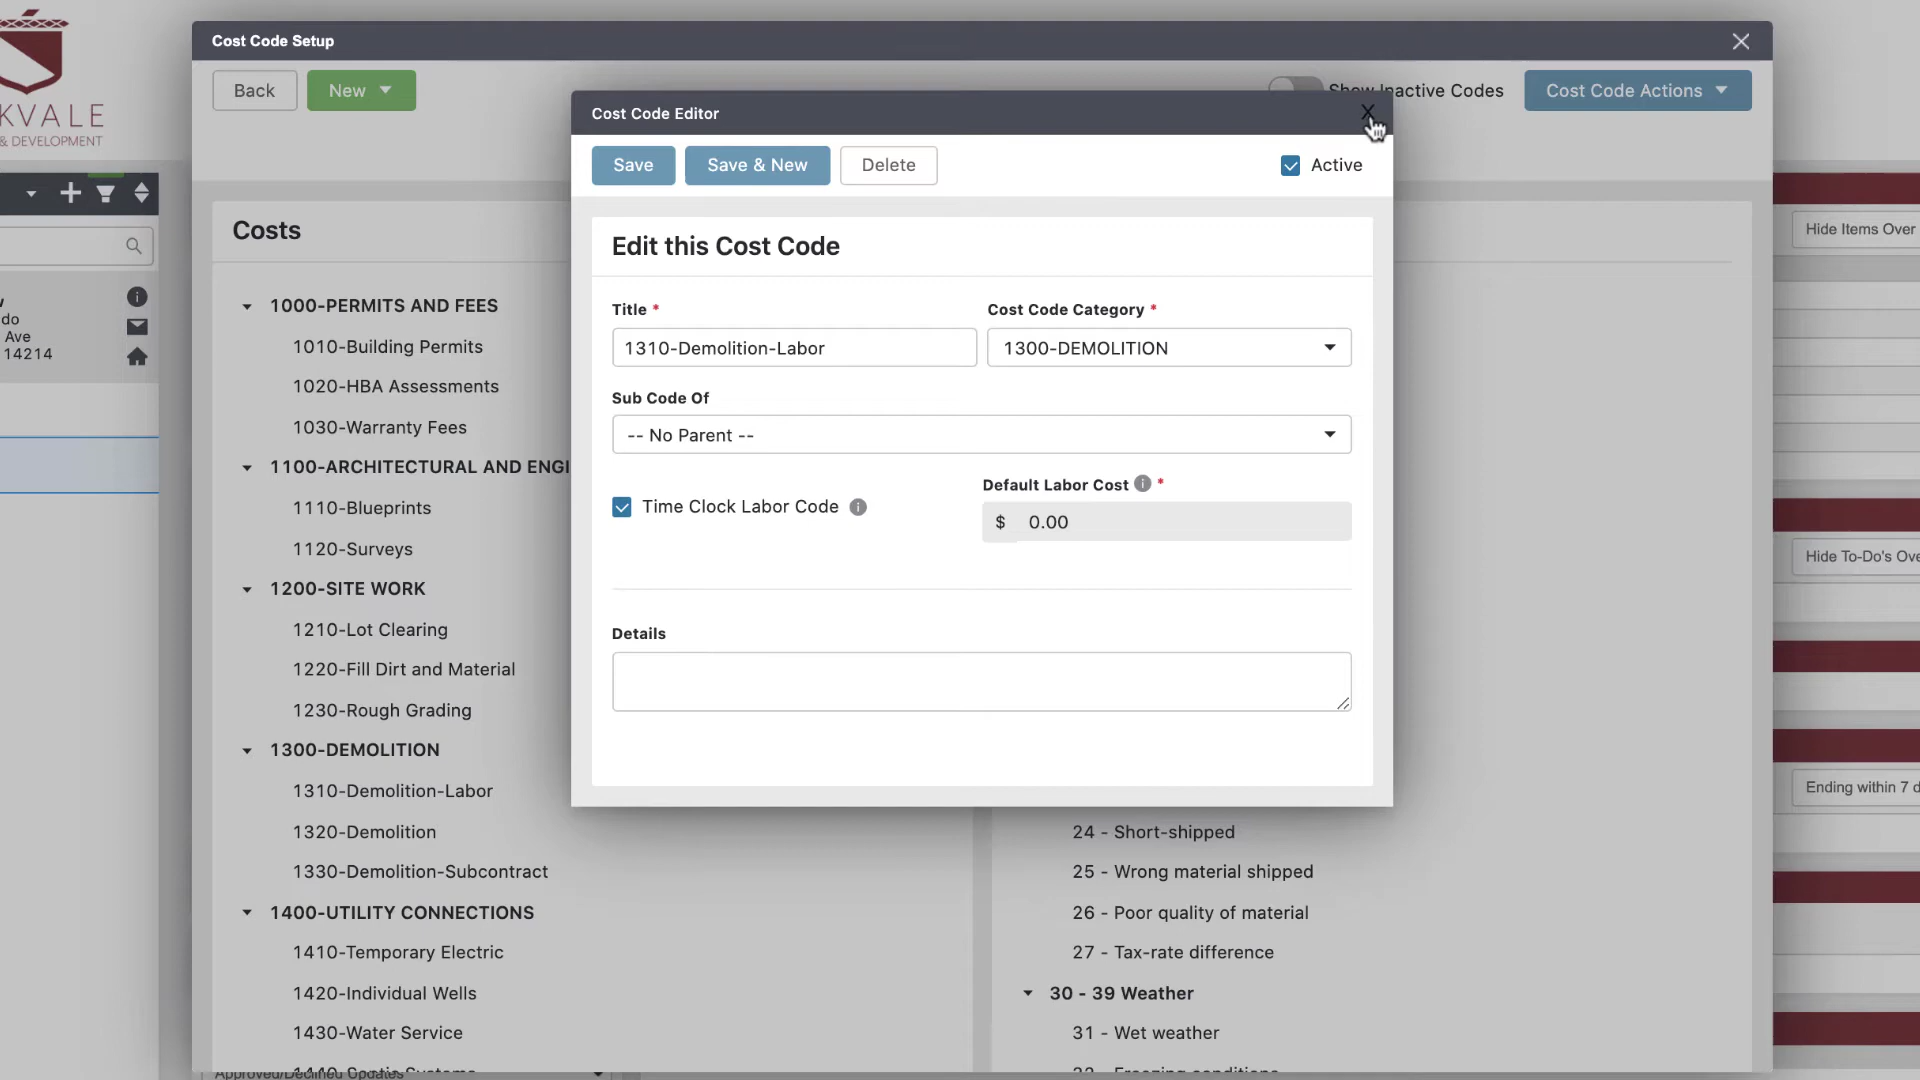 KVALE
& DEVELOPMENT
do
Ave
14214
Cost Code Setup
Back
New
Show Inactive Codes
Cost Code Actions
Costs
1000-PERMITS AND FEES
1010-Building Permits
1020-HBA Assessments
1030-Warranty Fees
1100-ARCHITECTURAL AND ENGI
1110-Blueprints
1120-Surveys
1200-SITE WORK
1210-Lot Clearing
1220-Fill Dirt and Material
1230-Rough Grading
1300-DEMOLITION
1310-Demolition-Labor
1320-Demolition
1330-Demolition-Subcontract
1400-UTILITY CONNECTIONS
1410-Temporary Electric
1420-Individual Wells
1430-Water Service
Approved/Declined Updates
Cost Code Editor
X
Save
Save & New
Delete
Active
Edit this Cost Code
Title *
Cost Code Category *
1310-Demolition-Labor
1300-DEMOLITION
Sub Code Of
-- No Parent --
Time Clock Labor Code
Default Labor Cost *
$ 0.00
Details
24 - Short-shipped
25 - Wrong material shipped
26 - Poor quality of material
27 - Tax-rate difference
30 - 39 Weather
31 - Wet weather
Hide Items Over
Hide To-Do's Ove
Ending within 7 d